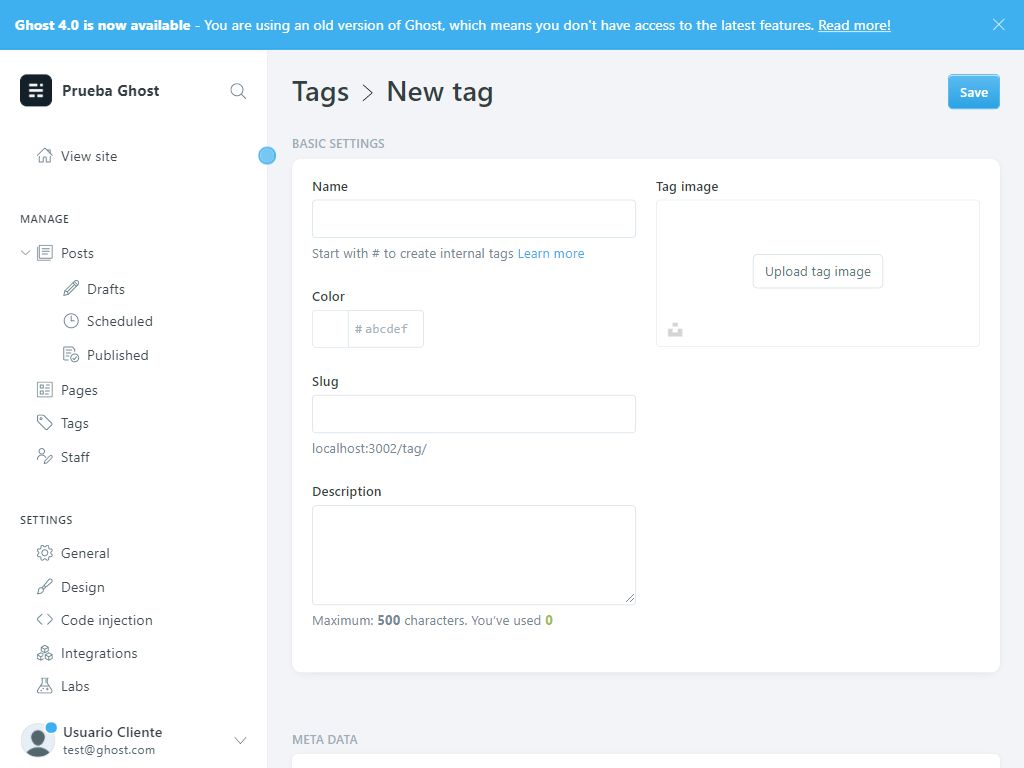 Ghost 4.0 is now available - You are using an old version of Ghost, which means you don't have access to the latest features. Read more!
Prueba Ghost
View site
MANAGE
Posts
Drafts
Scheduled
Published
Pages
Tags
Staff
SETTINGS
General
Design
Code injection
Integrations
Labs
Usuario Cliente
test@ghost.com
Tags > New tag
Save
BASIC SETTINGS
Name
Start with # to create internal tags Learn more
Color
# abcdef
Slug
localhost:3002/tag/
Description
Maximum: 500 characters. You've used 0
Tag image
Upload tag image
META DATA